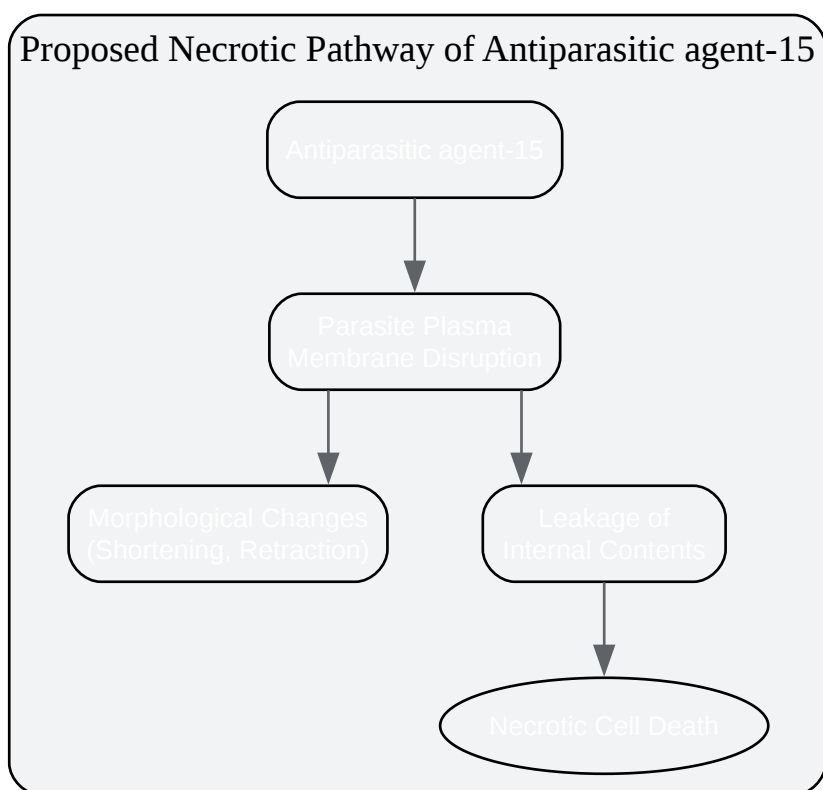 Proposed Necrotic Pathway of Antiparasitic agent-15
Antiparasitic agent-15
Parasite Plasma
Membrane Disruption
Morphological Changes
(Shortening, Retraction)
Leakage of
Internal Contents
Necrotic Cell Death